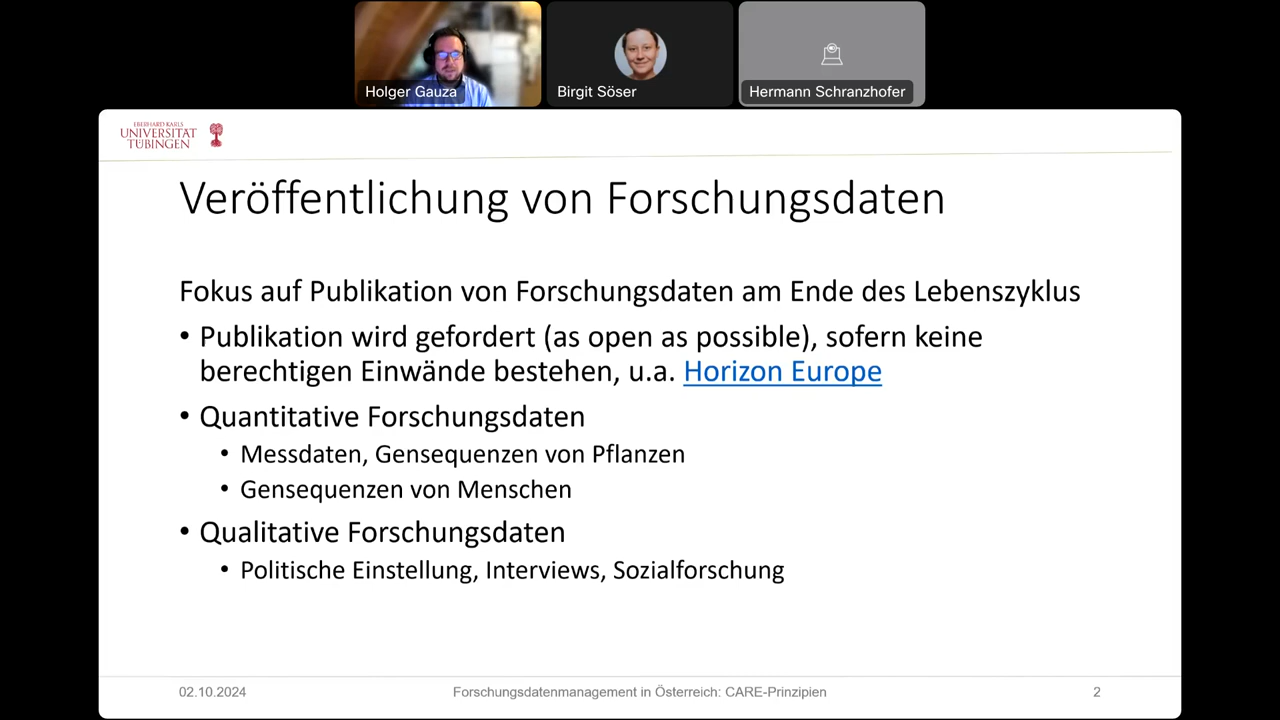 Holger Gauza
Birgit Söser
Hermann Schranzhofer
EBERHARD KARLS
UNIVERSITÄT
TÜBINGEN
Veröffentlichung von Forschungsdaten
Fokus auf Publikation von Forschungsdaten am Ende des Lebenszyklus
• Publikation wird gefordert (as open as possible), sofern keine
berechtigen Einwände bestehen, u.a. Horizon Europe
• Quantitative Forschungsdaten
• Messdaten, Gensequenzen von Pflanzen
• Gensequenzen von Menschen
• Qualitative Forschungsdaten
• Politische Einstellung, Interviews, Sozialforschung
02.10.2024
Forschungsdatenmanagement in Österreich: CARE-Prinzipien
2